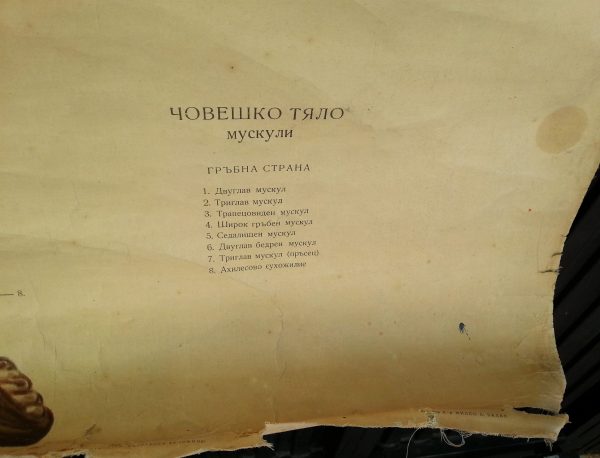 ЧОВЕШКО ТЯЛО
мускули
ГРЪБНА СТРАНА
1. Двуглав мускул
2. Триглав мускул
3. Трапецовиден мускул
4. Широк гръбен мускул
5. Седалищен мускул
6. Двуглав бедрен мускул
7. Триглав мускул (пръсец)
8. Ахилесово сухожилие
8.